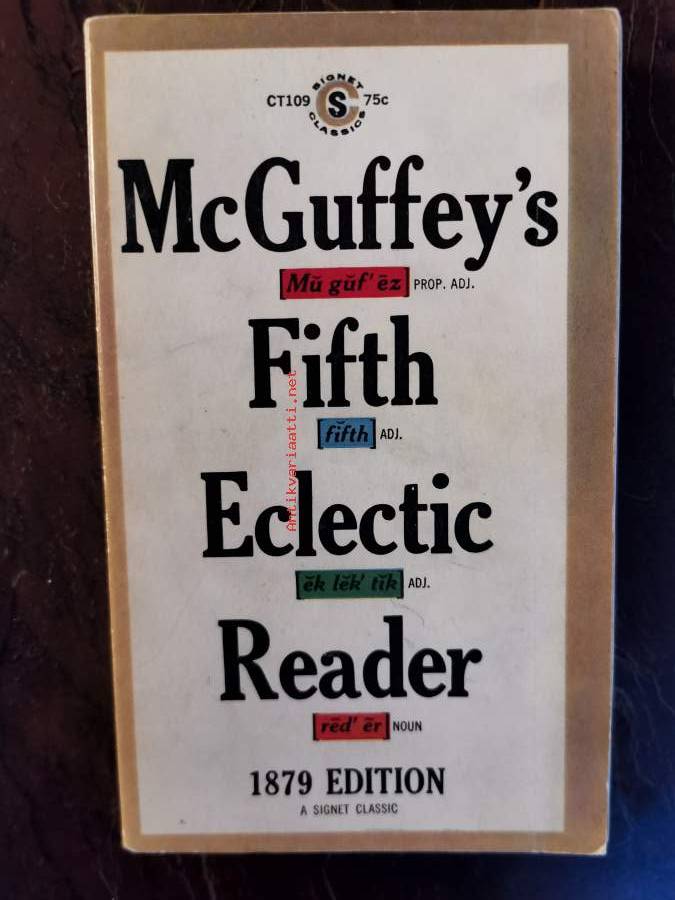 SIGNET
CT109 SC 75c
CLASSICS
McGuffey's
Mŭ gŭf' ēz PROP. ADJ.
Fifth
fĭfth ADJ.
Eclectic
ĕk lĕk' tĭk ADJ.
Reader
rēd' ẽr NOUN
1879 EDITION
A SIGNET CLASSIC
Antikvariaatti.net